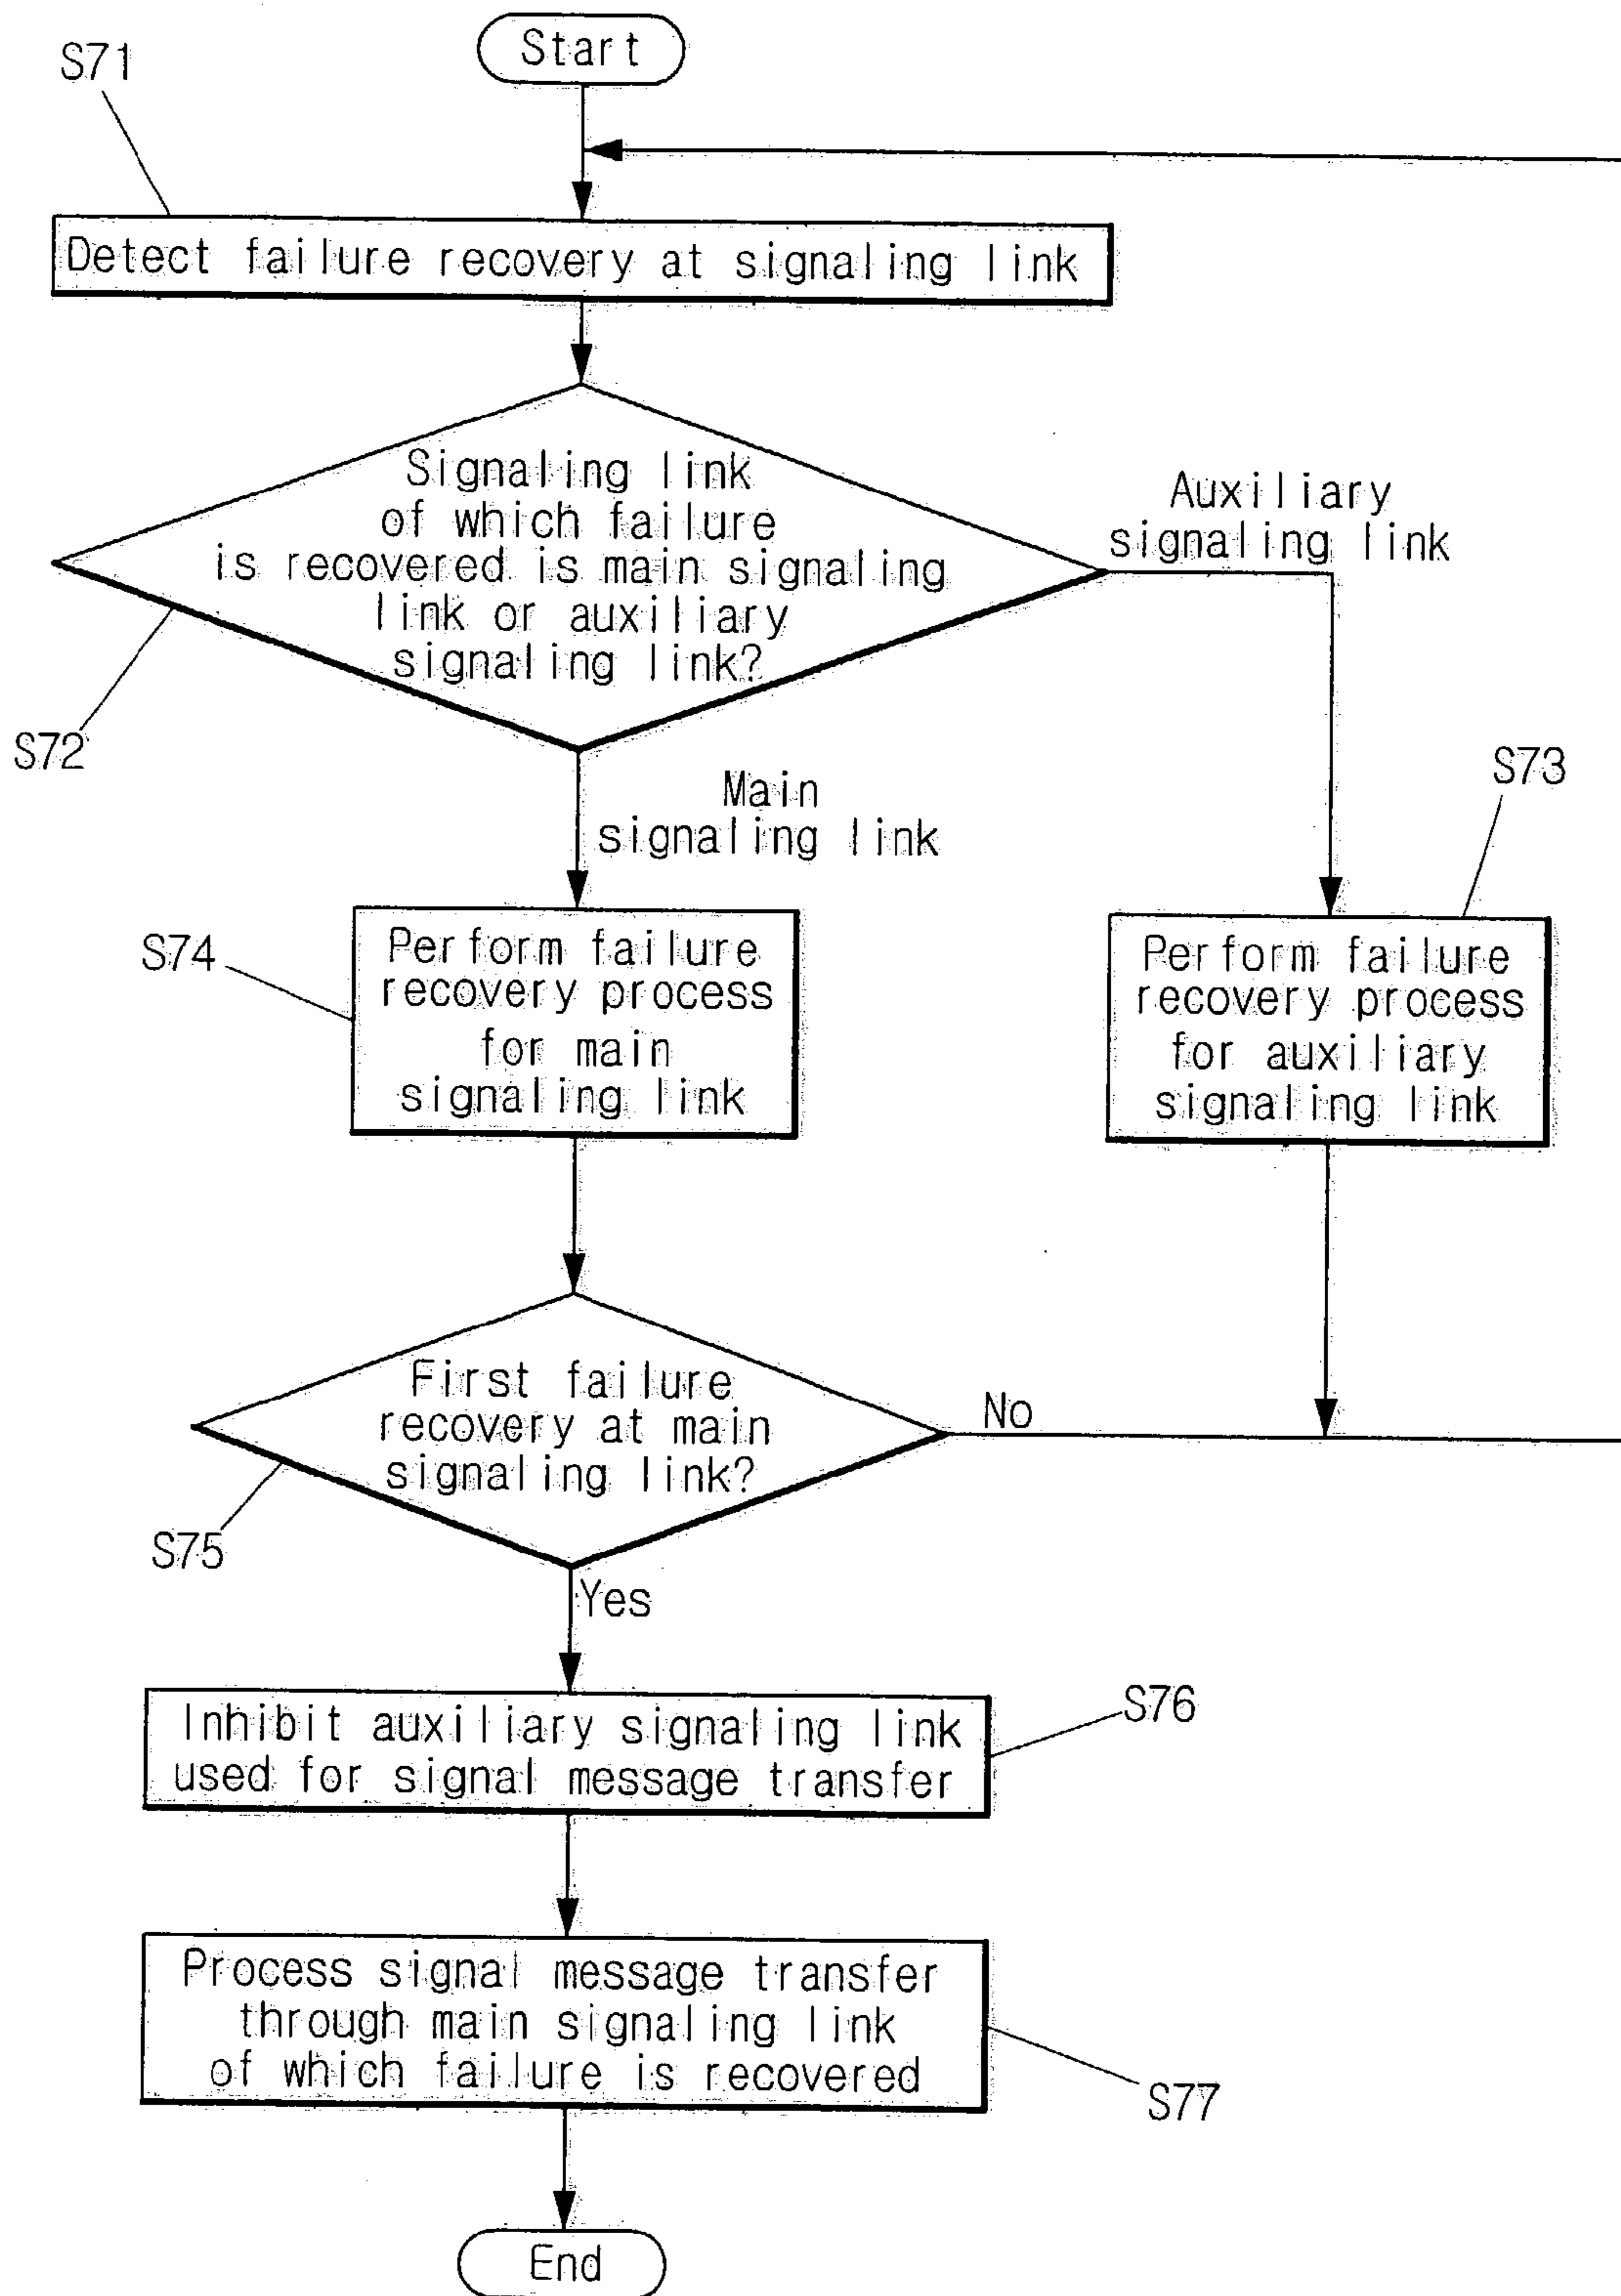 Start
S71
Detect failure recovery at signaling link
Signaling link
of which failure
is recovered is main signaling
link or auxiliary
signaling link?
Auxiliary
signaling link
S72
Main
signaling link
S73
S74
Perform failure
recovery process
for main
signaling link
Perform failure
recovery process
for auxiliary
signaling link
First failure
recovery at main
signaling link?
No
S75
Yes
Inhibit auxiliary signaling link
used for signal message transfer
S76
Process signal message transfer
through main signaling link
of which failure is recovered
S77
End